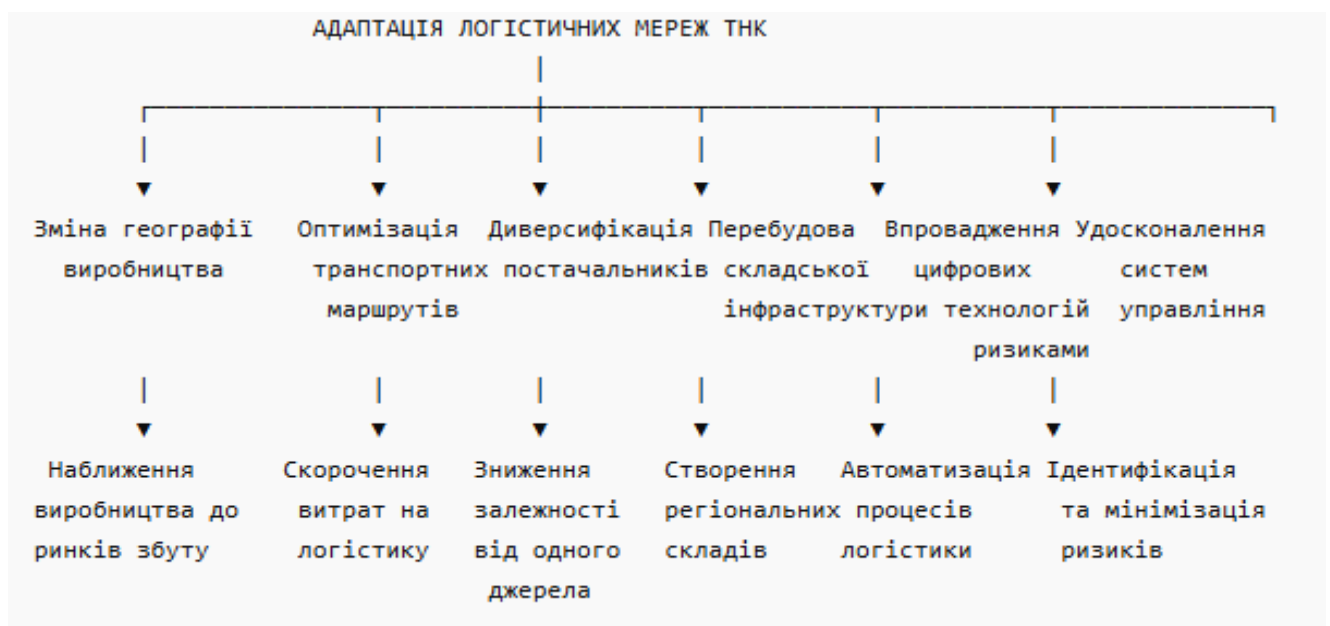 АДАПТАЦІЯ ЛОГІСТИЧНИХ МЕРЕЖ ТНК
Зміна географії Оптимізація Диверсифікація Перебудова Впровадження Удосконалення
виробництва транспортних постачальників складської цифрових систем
маршрутів інфраструктури технологій управління
ризиками
Наближення Скорочення Зниження Створення Автоматизація Ідентифікація
виробництва до витрат на залежності регіональних процесів та мінімізація
ринків збуту логістику від одного складів логістики ризиків
джерела